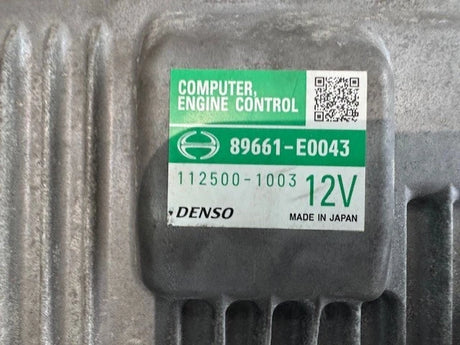 COMPUTER,
ENGINE CONTROL
89661-E0043
112500-1003 12V
DENSO MADE IN JAPAN